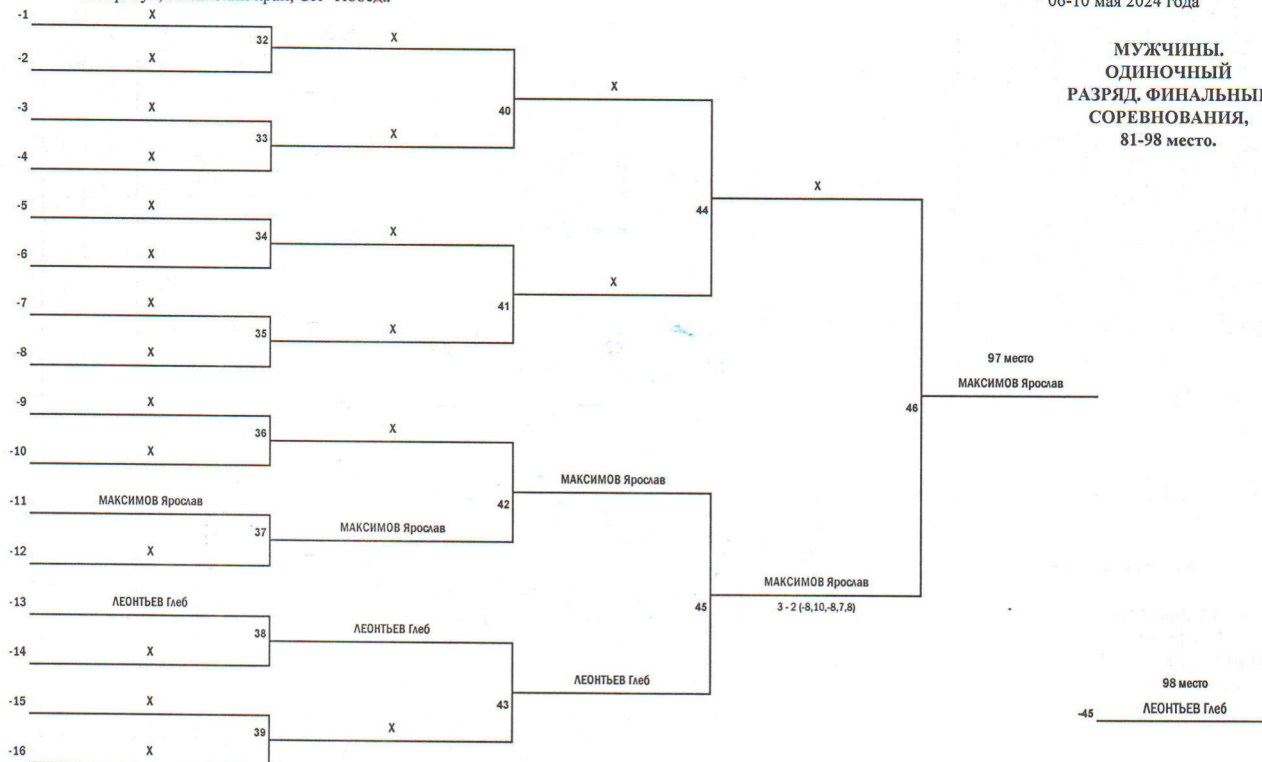 06-10 мая 2024 года
МУЖЧИНЫ.
ОДИНОЧНЫЙ
РАЗРЯД. ФИНАЛЬНЫЕ
СОРЕВНОВАНИЯ,
81-98 место.
-1 X
32 X
-2 X
40 X
-3 X
33 X
-4 X
44 X
-5 X
34 X
-6 X
41 X
-7 X
35 X
-8 X
46
97 место
МАКСИМОВ Ярослав
-9 X
36 X
-10 X
42 МАКСИМОВ Ярослав
-11 МАКСИМОВ Ярослав
37 МАКСИМОВ Ярослав
-12 X
45 МАКСИМОВ Ярослав
3 - 2 (-8,10,-8,7,8)
-13 ЛЕОНТЬЕВ Глеб
38 ЛЕОНТЬЕВ Глеб
-14 X
43 ЛЕОНТЬЕВ Глеб
-15 X
39 X
-16 X
98 место
-45 ЛЕОНТЬЕВ Глеб